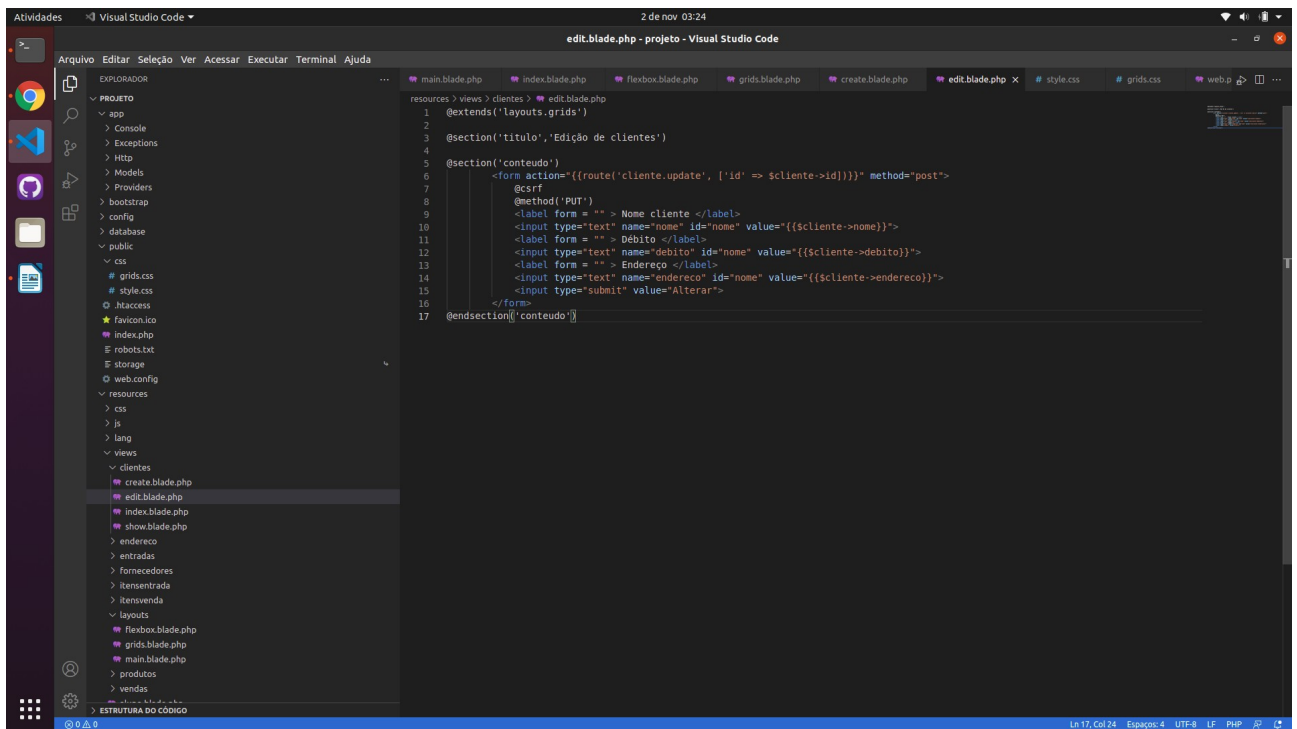 Atividades
Visual Studio Code
2 de nov 03:24
edit.blade.php - projeto - Visual Studio Code
Arquivo Editar Seleção Ver Acessar Executar Terminal Ajuda
EXPLORADOR
PROJETO
app
Console
Exceptions
Http
Models
Providers
bootstrap
config
database
public
css
# grids.css
# style.css
.htaccess
favicon.ico
index.php
robots.txt
storage
web.config
resources
css
js
lang
views
clientes
create.blade.php
edit.blade.php
index.blade.php
show.blade.php
endereco
entradas
fornecedores
itensentrada
itensvenda
layouts
flexbox.blade.php
grids.blade.php
main.blade.php
produtos
vendas
ESTRUTURA DO CÓDIGO
main.blade.php index.blade.php flexbox.blade.php grids.blade.php create.blade.php edit.blade.php # style.css # grids.css web.p
resources > views > clientes > edit.blade.php
1 @extends('layouts.grids')
2
3 @section('titulo','Edição de clientes')
4
5 @section('conteudo')
6 <form action="{{route('cliente.update', ['id' => $cliente->id])}}" method="post">
7 @csrf
8 @method('PUT')
9 <label form = "" > Nome cliente </label>
10 <input type="text" name="nome" id="nome" value="{{$cliente->nome}}">
11 <label form = "" > Débito </label>
12 <input type="text" name="debito" id="nome" value="{{$cliente->debito}}">
13 <label form = "" > Endereço </label>
14 <input type="text" name="endereco" id="nome" value="{{$cliente->endereco}}">
15 <input type="submit" value="Alterar">
16 </form>
17 @endsection('conteudo')
0 0
Ln 17, Col 24 Espaços: 4 UTF-8 LF PHP